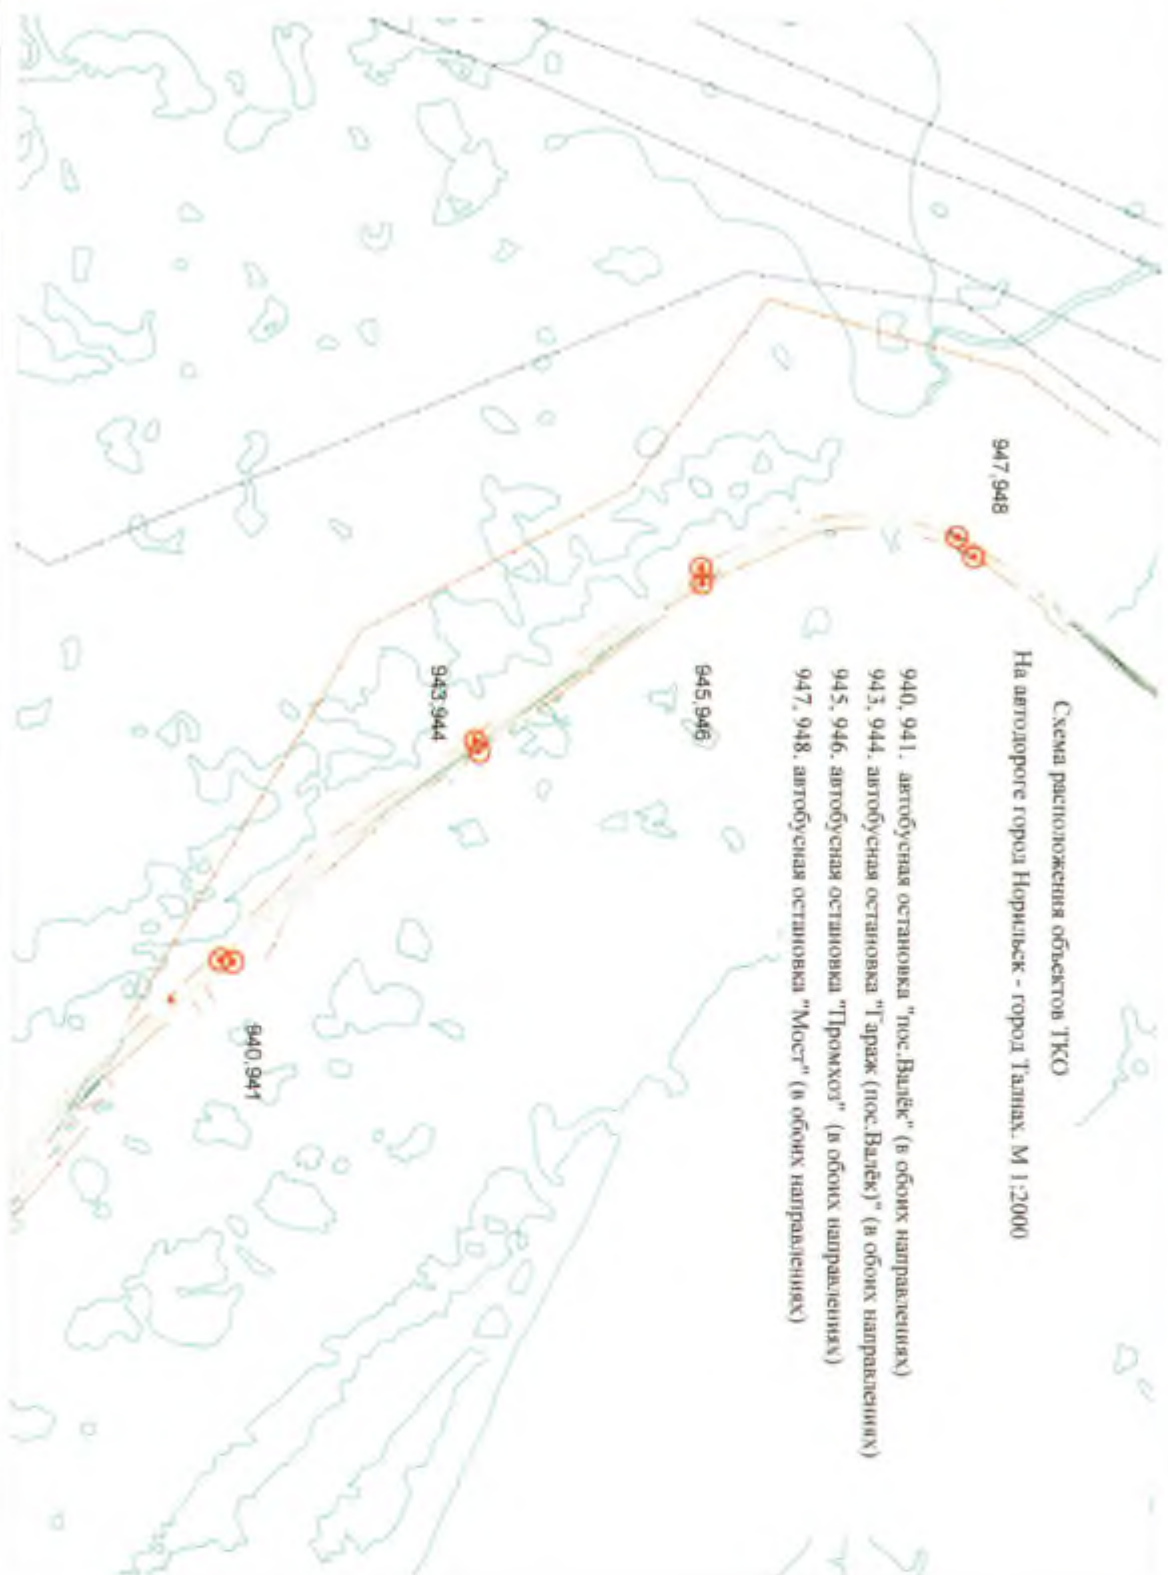 Схема расположения объектов ТКО
На автодороге город Норильск - город Талнах. М 1:2000
940, 941. автобусная остановка "пос.Валёк" (в обоих направлениях)
943, 944. автобусная остановка "Гараж (пос.Валёк)" (в обоих направлениях)
945, 946. автобусная остановка "Промхоз" (в обоих направлениях)
947, 948. автобусная остановка "Мост" (в обоих направлениях)
947,948
945,946
943,944
940,941